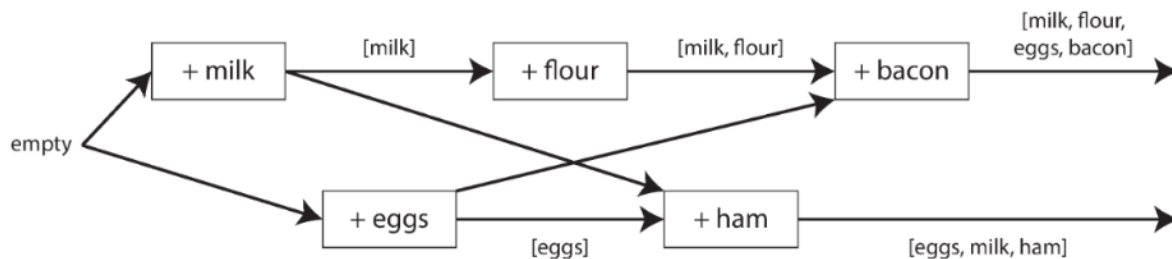 [milk, flour,
eggs, bacon]
[milk]
[milk, flour]
+ milk
+ flour
+ bacon
empty
+ eggs
+ ham
[eggs]
[eggs, milk, ham]